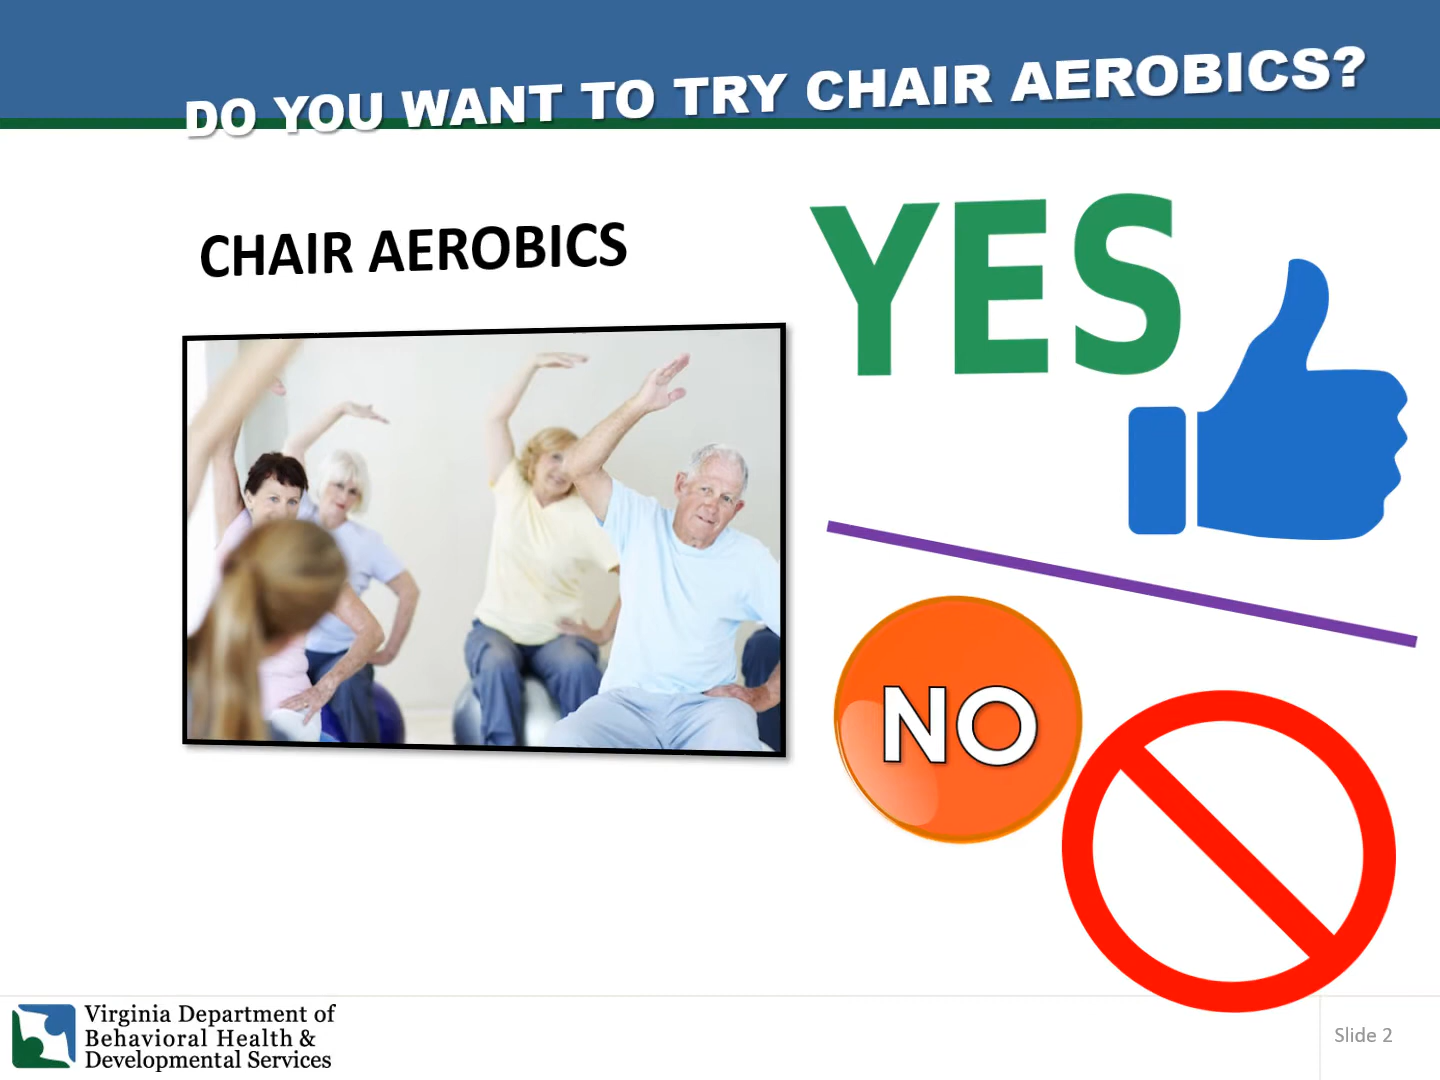 DO YOU WANT TO TRY CHAIR AEROBICS?
CHAIR AEROBICS
YES
NO
Virginia Department of
Behavioral Health &
Developmental Services
Slide 2